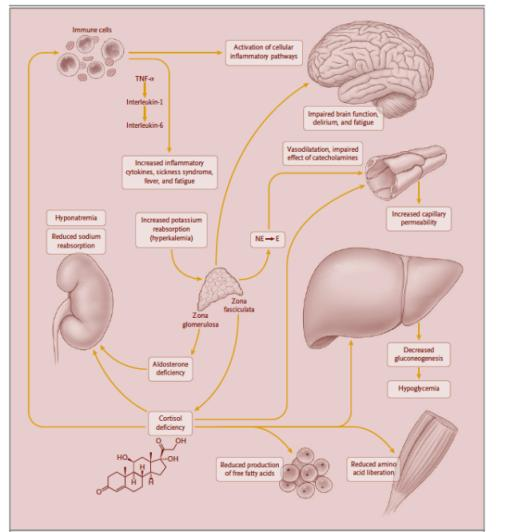 Immune cells
Activation of cellular
inflammatory pathways
TNF-α
Interleukin-1
Interleukin-6
Impaired brain function,
delirium, and fatigue
Increased inflammatory
cytokines, sickness syndrome,
fever, and fatigue
Vasodilatation, impaired
effect of catecholamines
Increased capillary
permeability
Hyponatremia
Reduced sodium
reabsorption
Increased potassium
reabsorption
(hyperkalemia)
NE → E
Zona
glomerulosa
Zona
fasciculata
Aldosterone
deficiency
Decreased
gluconeogenesis
Hypoglycemia
Cortisol
deficiency
O
OH
HO
OH
H
H
H
O
Reduced production
of free fatty acids
Reduced amino
acid liberation